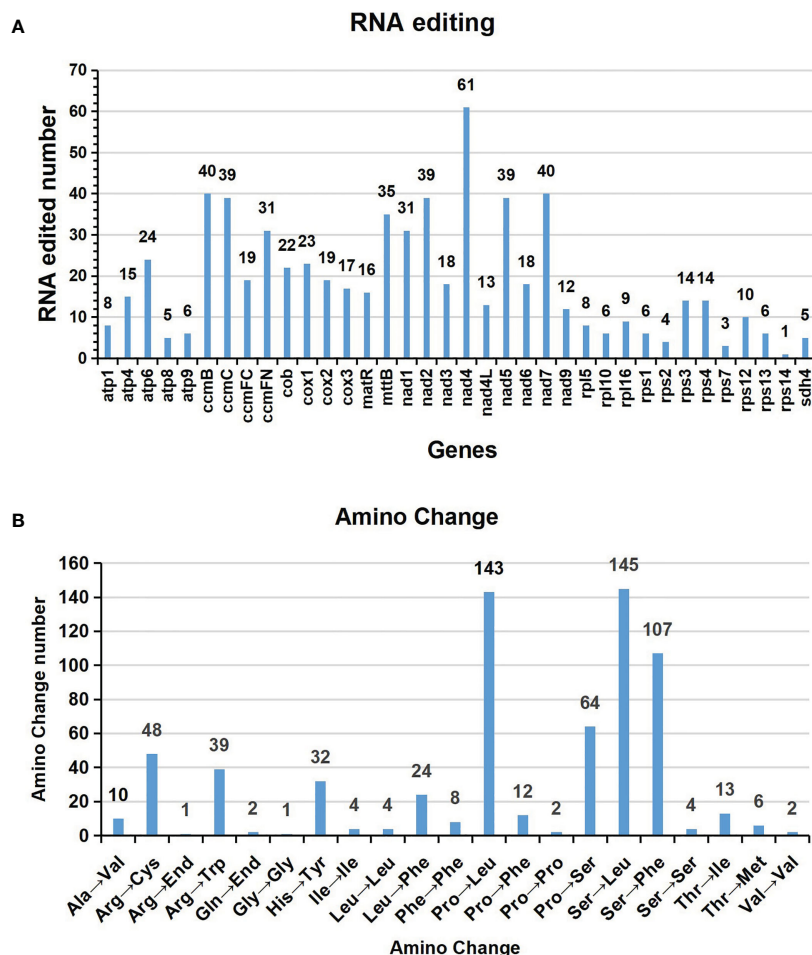 A
RNA editing
RNA edited number
70
60
50
40
30
20
10
0
8 15 24 5 6 40 39 19 31 22 23 19 17 16 35 31 39 18 61 13 39 18 40 12 8 6 9 6 4 14 14 3 10 6 1 5
atp1 atp4 atp6 atp8 atp9 ccmB ccmC ccmFC ccmFN cob cox1 cox2 cox3 matR mttB nad1 nad2 nad3 nad4 nad4L nad5 nad6 nad7 nad9 rpl5 rpl10 rpl16 rps1 rps2 rps3 rps4 rps7 rps12 rps13 rps14 sdh4
Genes
B
Amino Change
Amino Change number
160
140
120
100
80
60
40
20
0
10 48 1 39 2 1 32 4 4 24 8 143 12 2 64 145 107 4 13 6 2
Ala→Val Arg→Cys Arg→End Arg→Trp Gln→End Gly→Gly His→Tyr Ile→Ile Leu→Leu Leu→Phe Phe→Phe Pro→Leu Pro→Phe Pro→Pro Pro→Ser Ser→Leu Ser→Phe Ser→Ser Thr→Ile Thr→Met Val→Val
Amino Change